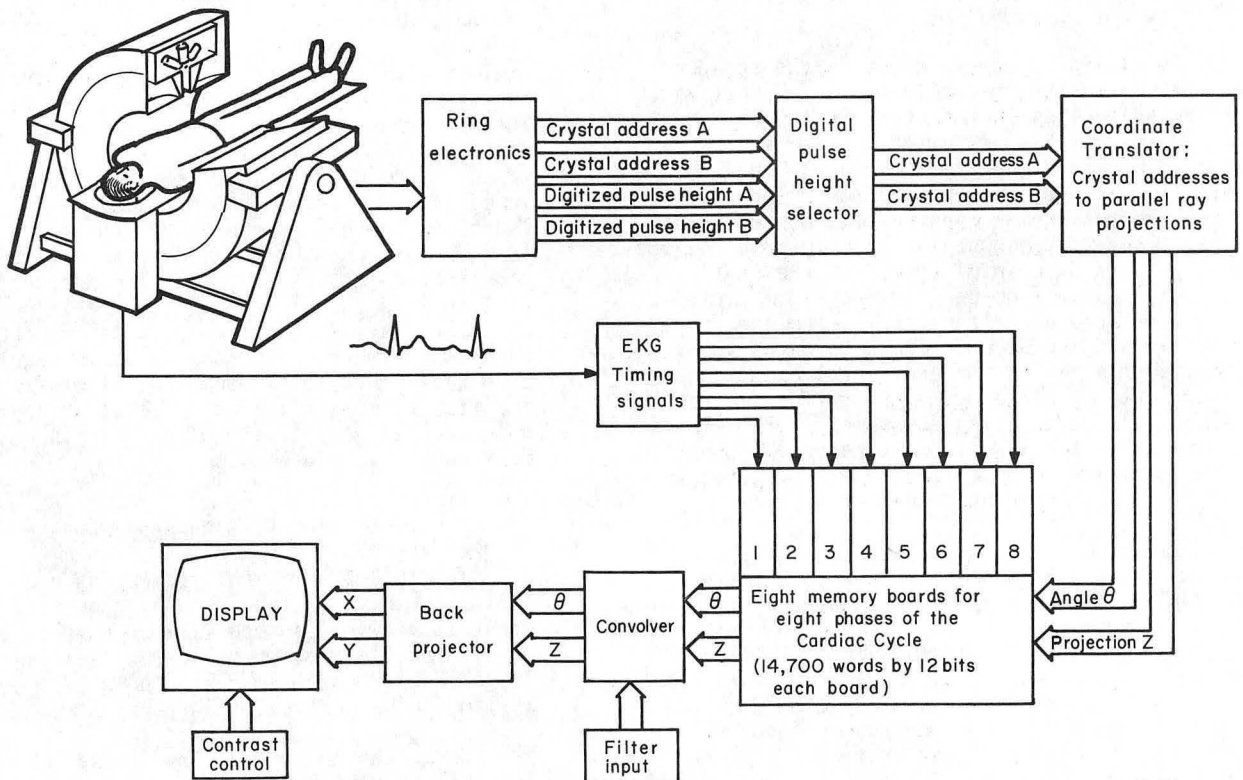 Ring
electronics
Crystal address A
Crystal address B
Digitized pulse height A
Digitized pulse height B
Digital
pulse
height
selector
Crystal address A
Crystal address B
Coordinate
Translator:
Crystal addresses
to parallel ray
projections
EKG
Timing
signals
1 2 3 4 5 6 7 8
Eight memory boards for
eight phases of the
Cardiac Cycle
(14,700 words by 12 bits
each board)
Angle θ
Projection Z
θ
Z
Convolver
θ
Z
Back
projector
X
Y
DISPLAY
Contrast
control
Filter
input